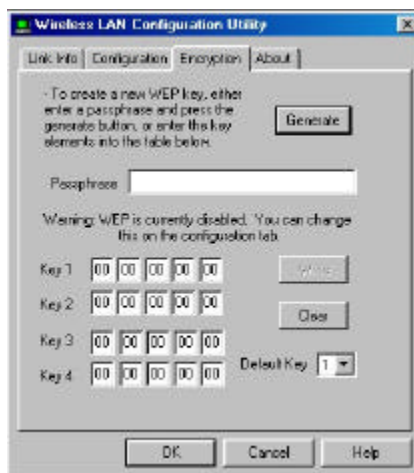 Wireless LAN Configuration Utility
Link Info Configuration Encryption About
- To create a new WEP key, either
enter a passphrase and press the
generate button, or enter the key
elements into the table below.
Generate
Passphrase
Warning: WEP is currently disabled. You can change
this on the configuration tab.
Key 1 00 00 00 00 00
Write
Key 2 00 00 00 00 00
Clear
Key 3 00 00 00 00 00
Default Key 1
Key 4 00 00 00 00 00
OK Cancel Help